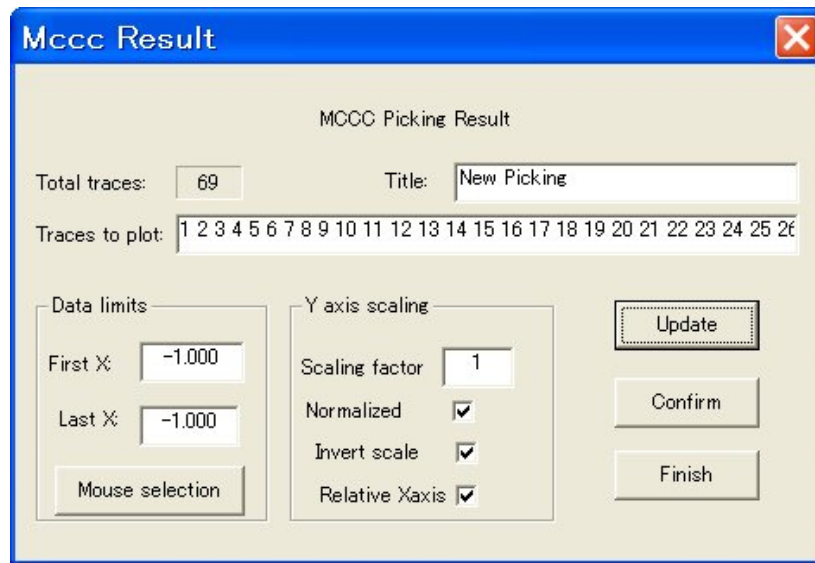 Mccc Result
MCCC Picking Result
Total traces: 69 Title: New Picking
Traces to plot: 1 2 3 4 5 6 7 8 9 10 11 12 13 14 15 16 17 18 19 20 21 22 23 24 25 26
Data limits
First X: -1.000
Last X: -1.000
Mouse selection
Y axis scaling
Scaling factor 1
Normalized
Invert scale
Relative Xaxis
Update
Confirm
Finish